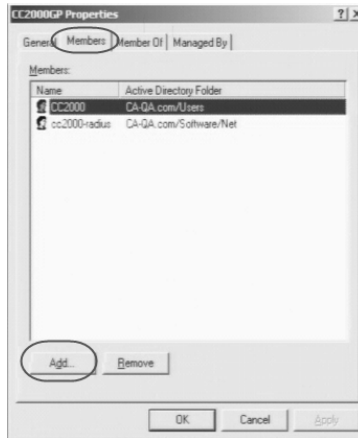 CC2000GP Properties
General Members Member Of Managed By
Members:
Name Active Directory Folder
CC2000 CA-QA.com/Users
cc2000-radius CA-QA.com/Software/Net
Add... Remove
OK Cancel Apply